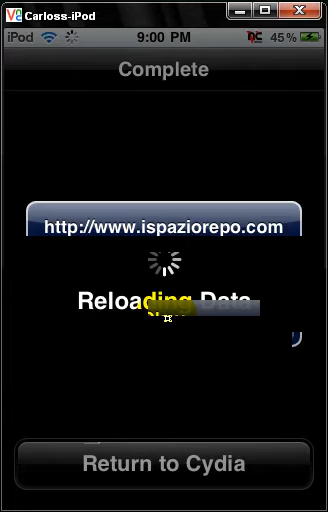 Carloss-iPod
iPod 9:00 PM 45%
Complete
http://www.ispaziorepo.com
Reloading Data
Return to Cydia